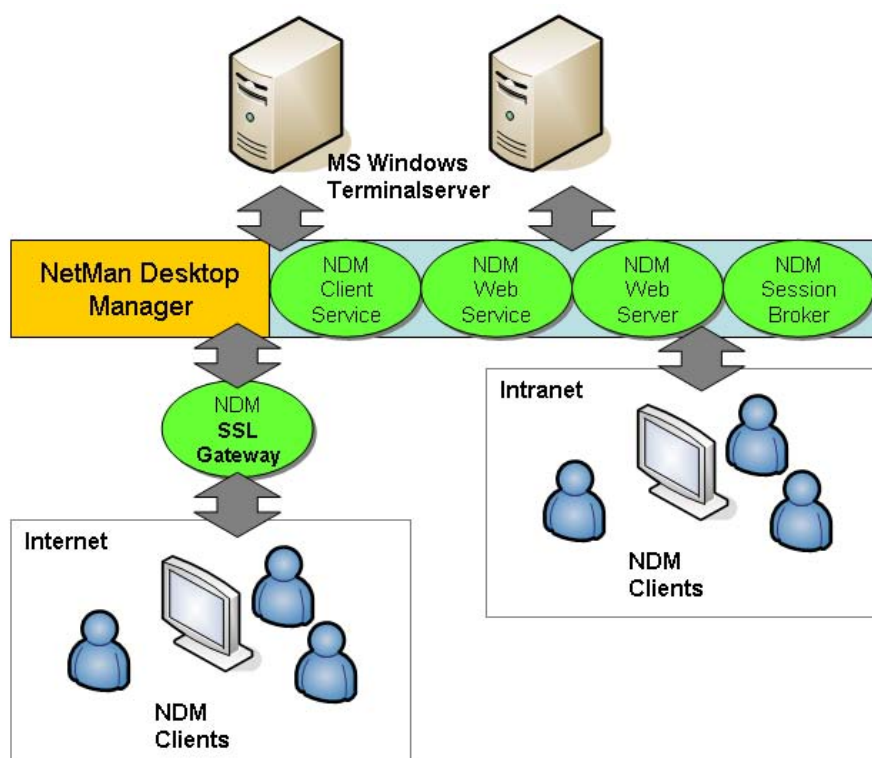 MS Windows
Terminalserver
NetMan Desktop
Manager
NDM
Client
Service
NDM
Web
Service
NDM
Web
Server
NDM
Session
Broker
NDM
SSL
Gateway
Intranet
NDM
Clients
Internet
NDM
Clients